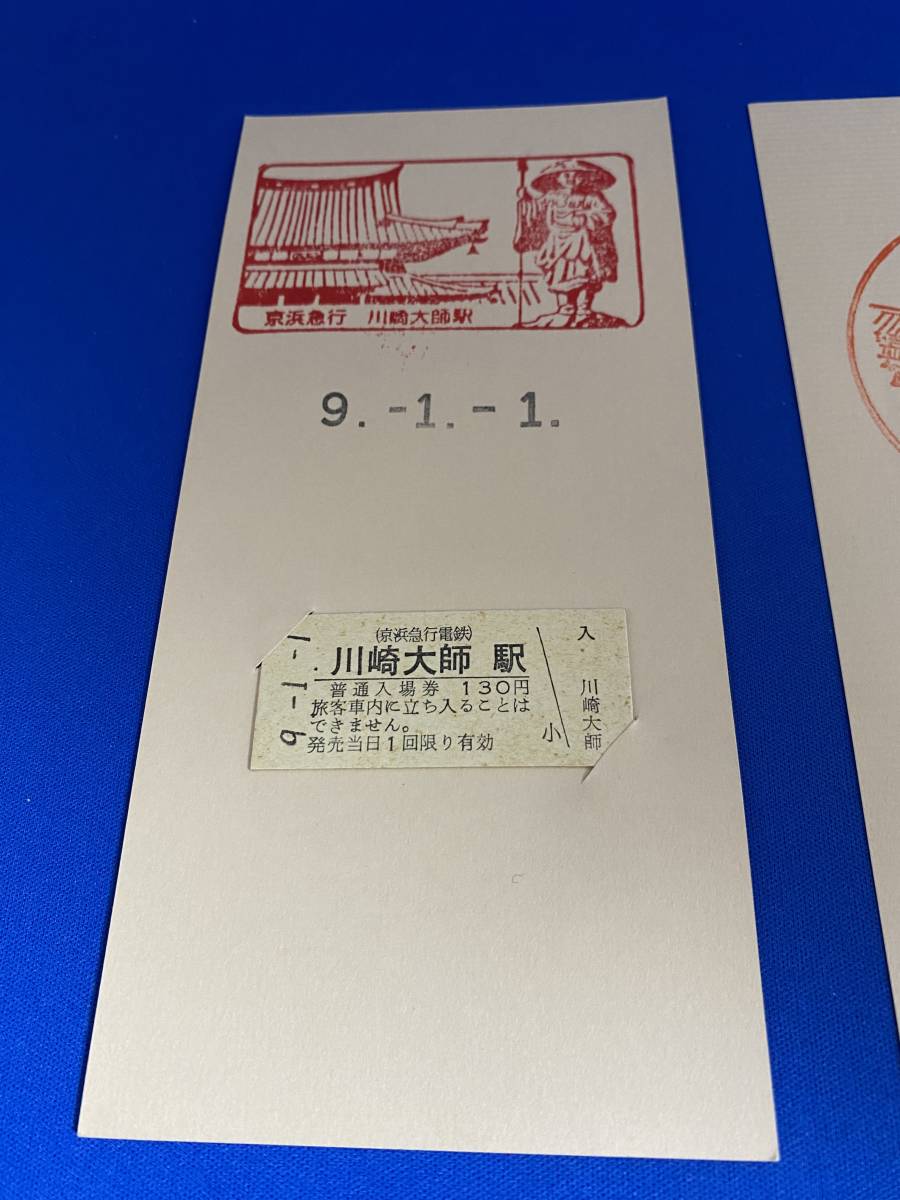 京浜急行 川崎大師駅
9.-1.-1.
9-1-1
(京浜急行電鉄)
川崎大師 駅
普通入場券 130円
旅客車内に立ち入ることは
できません。
発売当日1回限り有効
小
入
川崎大師